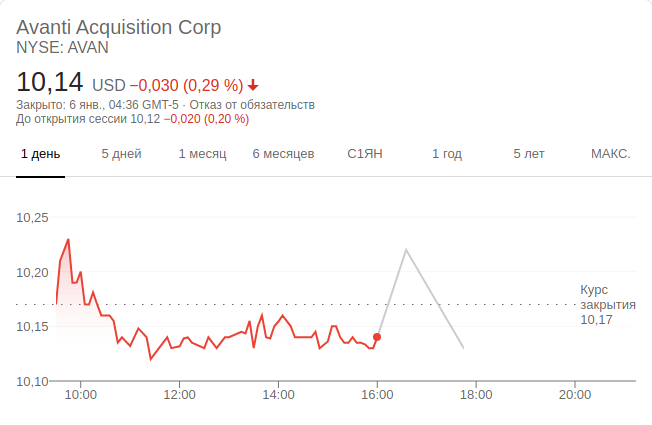 Avanti Acquisition Corp
NYSE: AVAN
10,14 USD −0,030 (0,29 %)
Закрыто: 6 янв., 04:36 GMT-5 · Отказ от обязательств
До открытия сессии 10,12 −0,020 (0,20 %)
1 день 5 дней 1 месяц 6 месяцев С1ЯН 1 год 5 лет МАКС.
10,25
10,20
Курс
закрытия
10,17
10,15
10,10
10:00 12:00 14:00 16:00 18:00 20:00